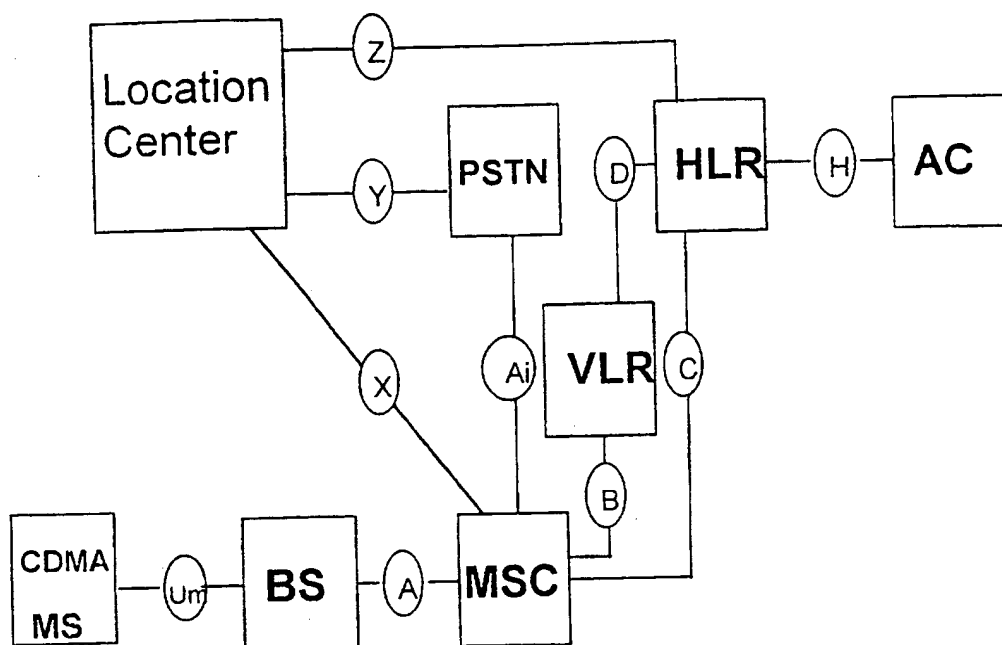 Z
Location
Center
PSTN
D
HLR
H
AC
Y
Ai
VLR
C
X
B
CDMA
MS
Um
BS
A
MSC